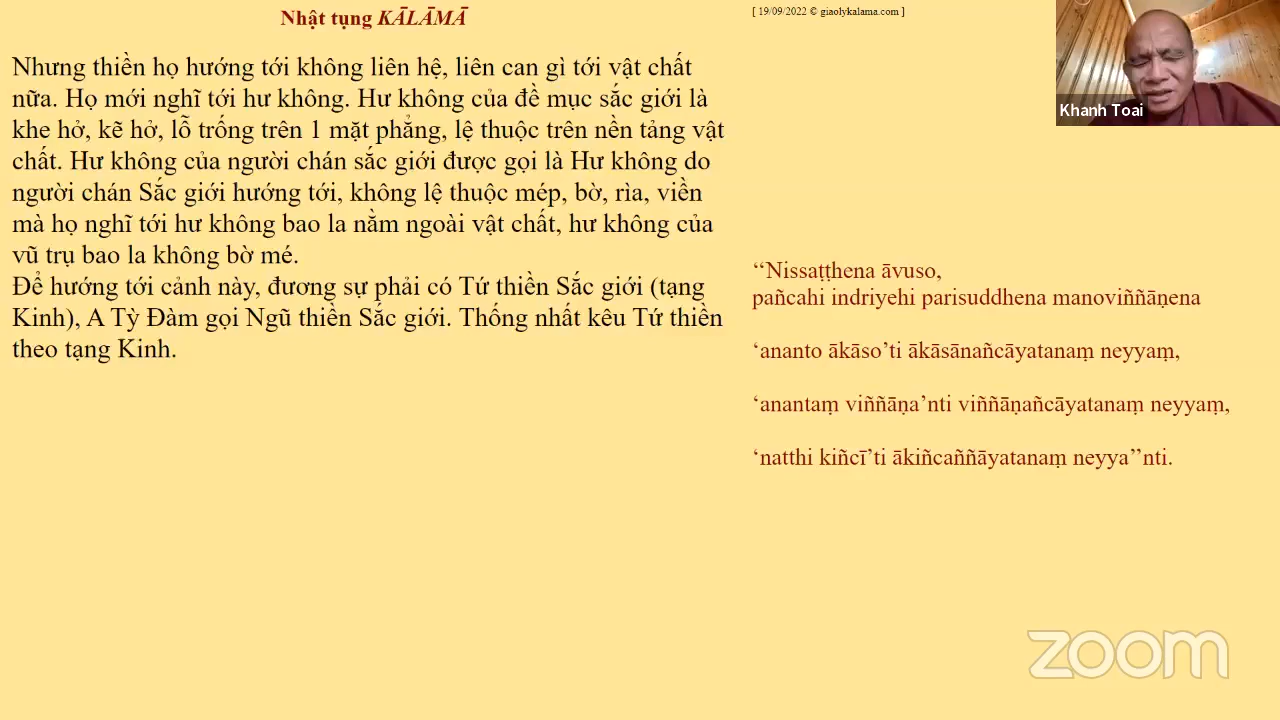 Nhật tụng KĀLĀMĀ
[ 19/09/2022 © giaolykalama.com ]
Khanh Toai
Nhưng thiền họ hướng tới không liên hệ, liên can gì tới vật chất
nữa. Họ mới nghĩ tới hư không. Hư không của đề mục sắc giới là
khe hở, kẽ hở, lỗ trống trên 1 mặt phẳng, lệ thuộc trên nền tảng vật
chất. Hư không của người chán sắc giới được gọi là Hư không do
người chán Sắc giới hướng tới, không lệ thuộc mép, bờ, rìa, viền
mà họ nghĩ tới hư không bao la nằm ngoài vật chất, hư không của
vũ trụ bao la không bờ mé.
Để hướng tới cảnh này, đương sự phải có Tứ thiền Sắc giới (tạng
Kinh), A Tỳ Đàm gọi Ngũ thiền Sắc giới. Thống nhất kêu Tứ thiền
theo tạng Kinh.
“Nissaṭṭhena āvuso,
pañcahi indriyehi parisuddhena manoviññāṇena
‘ananto ākāso’ti ākāsānañcāyatanaṃ neyyaṃ,
‘anantaṃ viññāṇa’nti viññāṇañcāyatanaṃ neyyaṃ,
‘natthi kiñcī’ti ākiñcaññāyatanaṃ neyya’’nti.
zoom